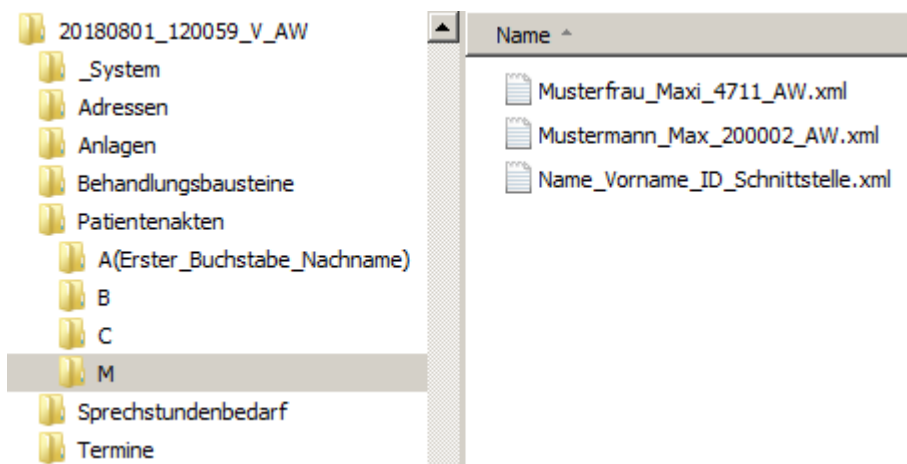 20180801_120059_V_AW
_System
Adressen
Anlagen
Behandlungsbausteine
Patientenakten
A(Erster_Buchstabe_Nachname)
B
C
M
Sprechstundenbedarf
Termine
Name
Musterfrau_Maxi_4711_AW.xml
Mustermann_Max_200002_AW.xml
Name_Vorname_ID_Schnittstelle.xml